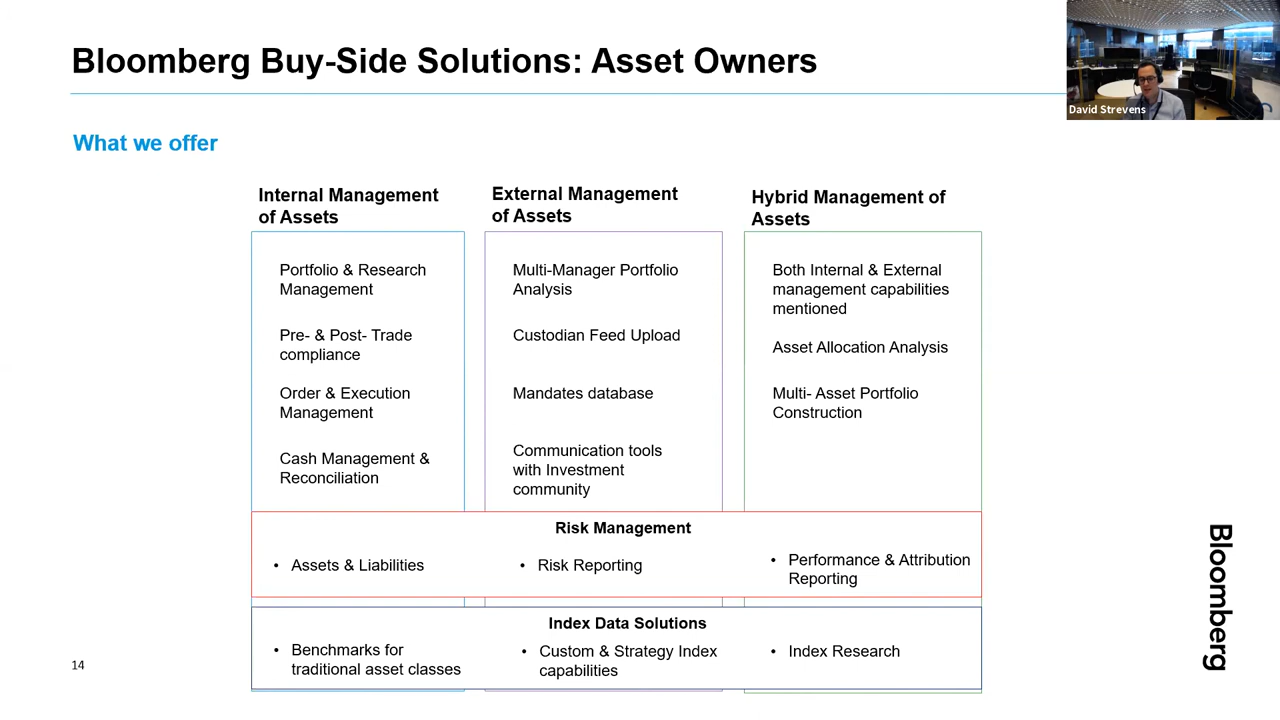 Bloomberg Buy-Side Solutions: Asset Owners
David Strevens
What we offer
Internal Management
of Assets
Portfolio & Research
Management
Pre- & Post- Trade
compliance
Order & Execution
Management
Cash Management &
Reconciliation
External Management
of Assets
Multi-Manager Portfolio
Analysis
Custodian Feed Upload
Mandates database
Communication tools
with Investment
community
Hybrid Management of
Assets
Both Internal & External
management capabilities
mentioned
Asset Allocation Analysis
Multi- Asset Portfolio
Construction
Risk Management
• Assets & Liabilities
• Risk Reporting
• Performance & Attribution
Reporting
Index Data Solutions
• Benchmarks for
traditional asset classes
• Custom & Strategy Index
capabilities
• Index Research
14
Bloomberg